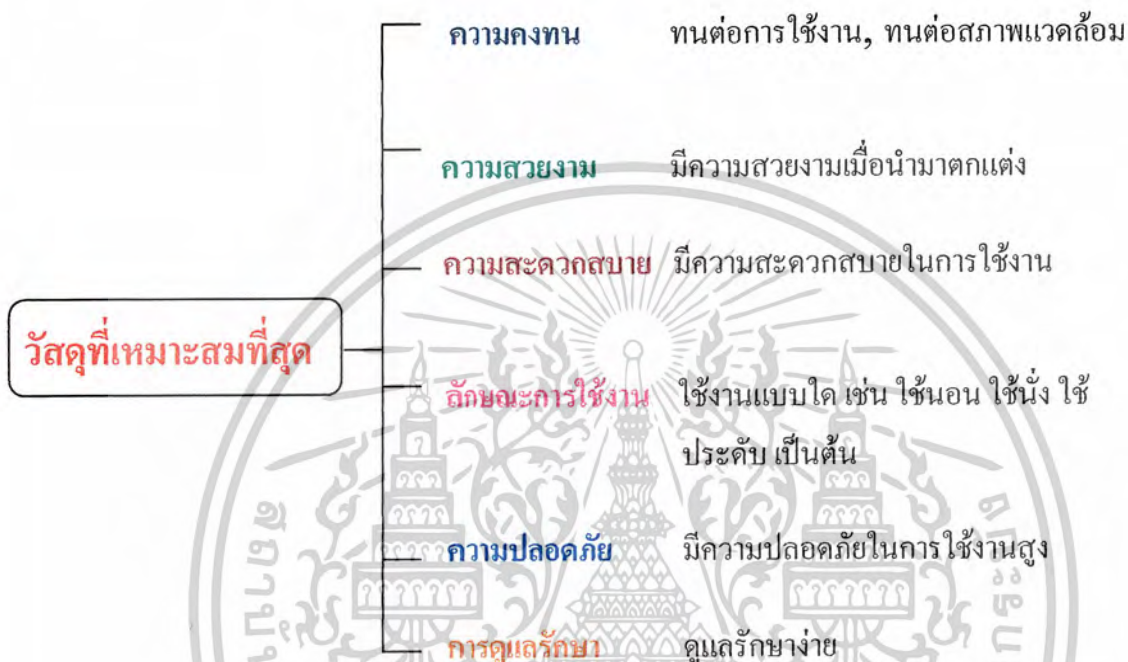 ความคงทน ทนต่อการใช้งาน, ทนต่อสภาพแวดล้อม
ความสวยงาม มีความสวยงามเมื่อนำมาตกแต่ง
ความสะดวกสบาย มีความสะดวกสบายในการใช้งาน
วัสดุที่เหมาะสมที่สุด
ลักษณะการใช้งาน ใช้งานแบบใด เช่น ใช้นอน ใช้นั่ง ใช้
ประดับ เป็นต้น
ความปลอดภัย มีความปลอดภัยในการใช้งานสูง
การดูแลรักษา ดูแลรักษาง่าย